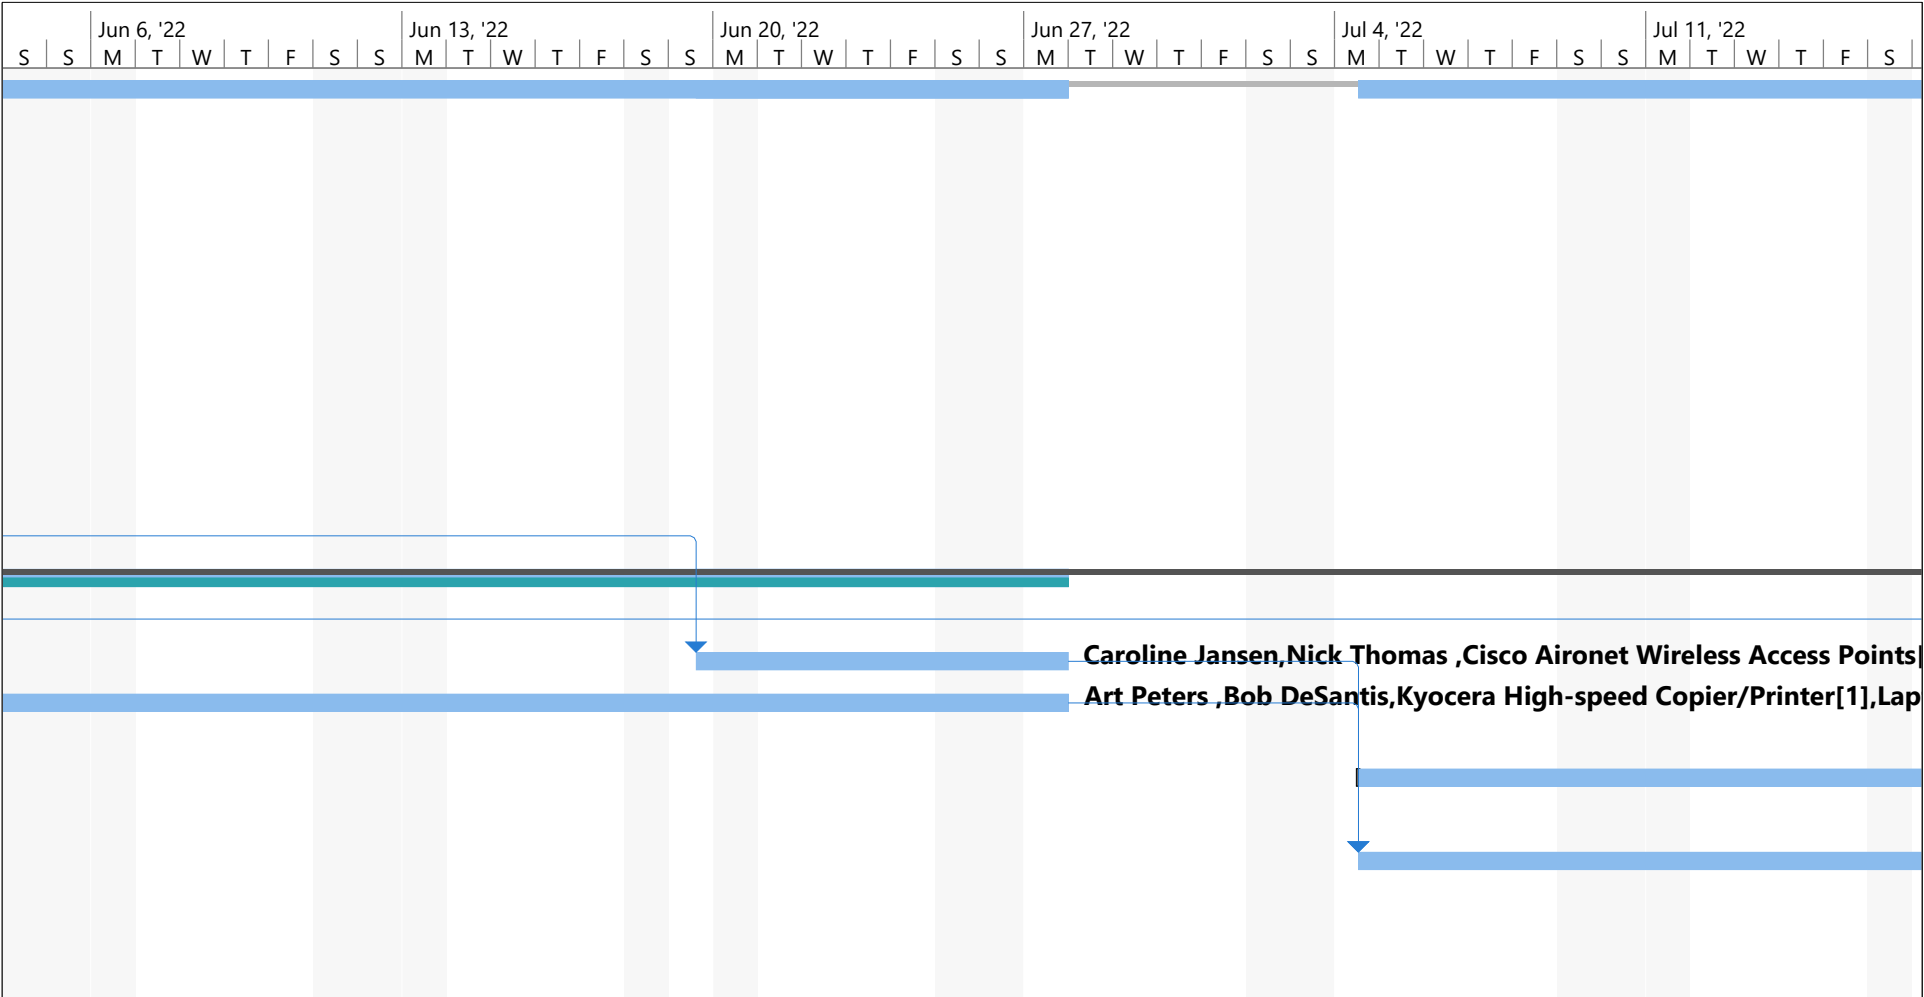 Jun 6, '22 Jun 13, '22 Jun 20, '22 Jun 27, '22 Jul 4, '22 Jul 11, '22
S S M T W T F S S M T W T F S S M T W T F S S M T W T F S S M T W T F S S M T W T F S
Caroline Jansen,Nick Thomas ,Cisco Aironet Wireless Access Points[
Art Peters ,Bob DeSantis,Kyocera High-speed Copier/Printer[1],Lap